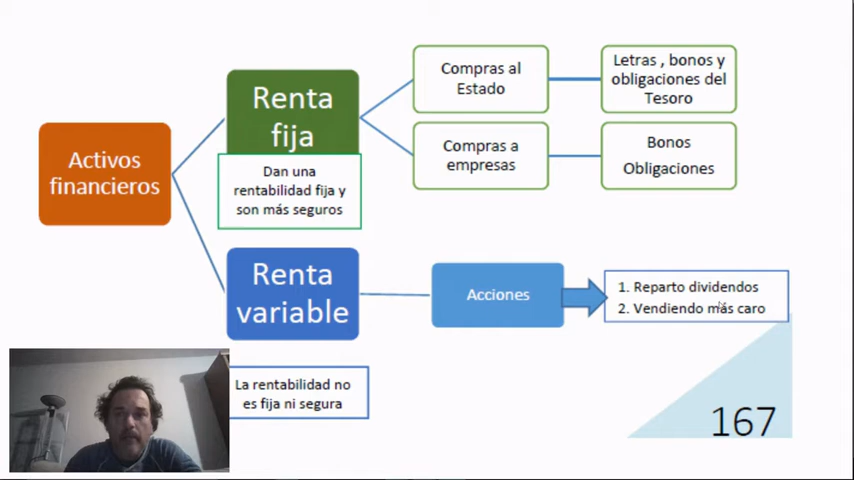 Activos
financieros
Renta
fija
Dan una
rentabilidad fija y
son más seguros
Compras al
Estado
Letras , bonos y
obligaciones del
Tesoro
Compras a
empresas
Bonos
Obligaciones
Renta
variable
La rentabilidad no
es fija ni segura
Acciones
1. Reparto dividendos
2. Vendiendo más caro
167